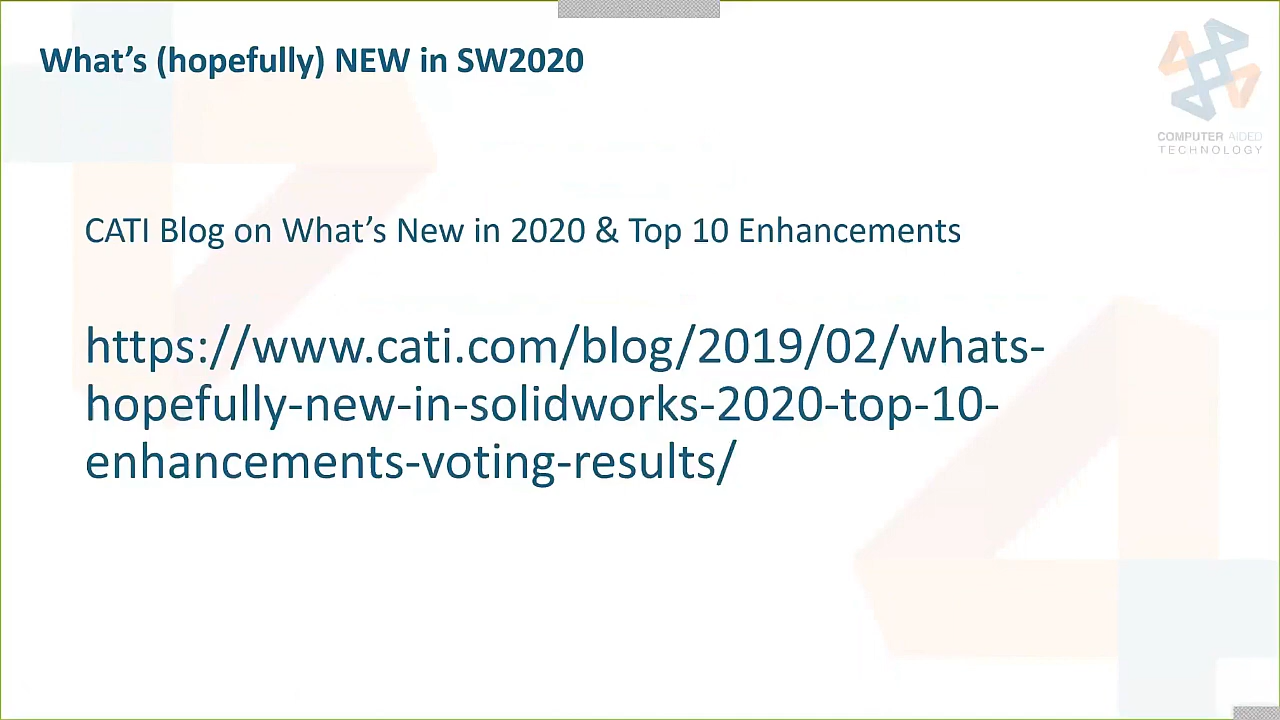 What's (hopefully) NEW in SW2020
COMPUTER AIDED
TECHNOLOGY
CATI Blog on What's New in 2020 & Top 10 Enhancements
https://www.cati.com/blog/2019/02/whats-
hopefully-new-in-solidworks-2020-top-10-
enhancements-voting-results/